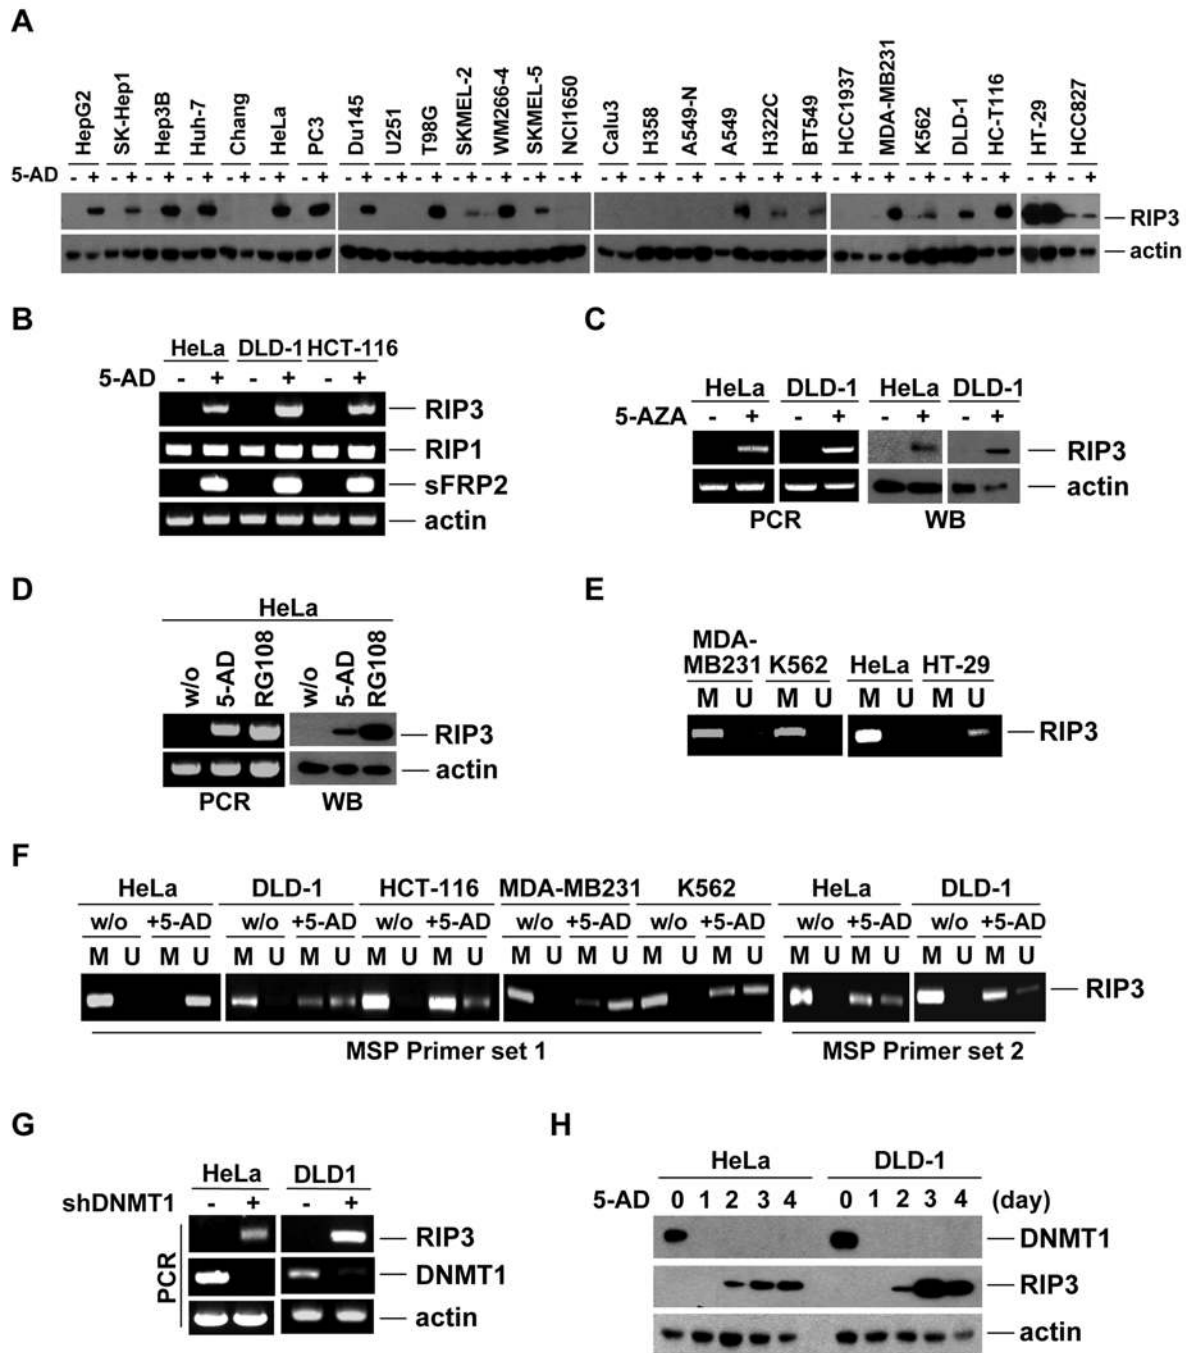 A
HepG2 SK-Hep1 Hep3B Huh-7 Chang HeLa PC3 Du145 U251 T98G SKMEL-2 WM266-4 SKMEL-5 NCI1650 Calu3 H358 A549-N A549 H322C BT549 HCC1937 MDA-MB231 K562 DLD-1 HC-T116 HT-29 HCC827
5-AD - + - + - + - + - + - + - + - + - + - + - + - + - + - + - + - + - + - + - + - + - + - + - + - + - + - + - +
RIP3
actin
B
HeLa DLD-1 HCT-116
5-AD - + - + - +
RIP3
RIP1
sFRP2
actin
C
HeLa DLD-1 HeLa DLD-1
5-AZA - + - + - + - +
RIP3
actin
PCR WB
D
HeLa
w/o 5-AD RG108 w/o 5-AD RG108
RIP3
actin
PCR WB
E
MDA-
MB231 K562 HeLa HT-29
M U M U M U M U
RIP3
F
HeLa DLD-1 HCT-116 MDA-MB231 K562 HeLa DLD-1
w/o +5-AD w/o +5-AD w/o +5-AD w/o +5-AD w/o +5-AD w/o +5-AD w/o +5-AD
M U M U M U M U M U M U M U M U M U M U M U M U M U M U
RIP3
MSP Primer set 1 MSP Primer set 2
G
HeLa DLD1
shDNMT1 - + - +
PCR
RIP3
DNMT1
actin
H
HeLa DLD-1
5-AD 0 1 2 3 4 0 1 2 3 4 (day)
DNMT1
RIP3
actin